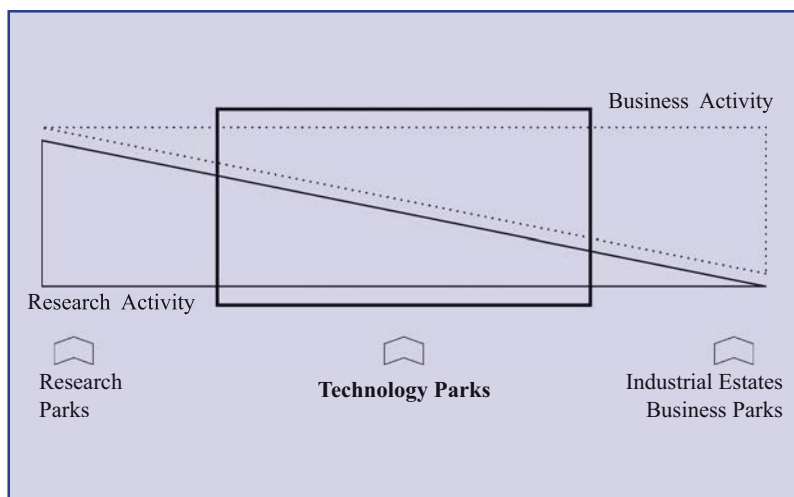 Business Activity
Research Activity
Research
Parks
Technology Parks
Industrial Estates
Business Parks